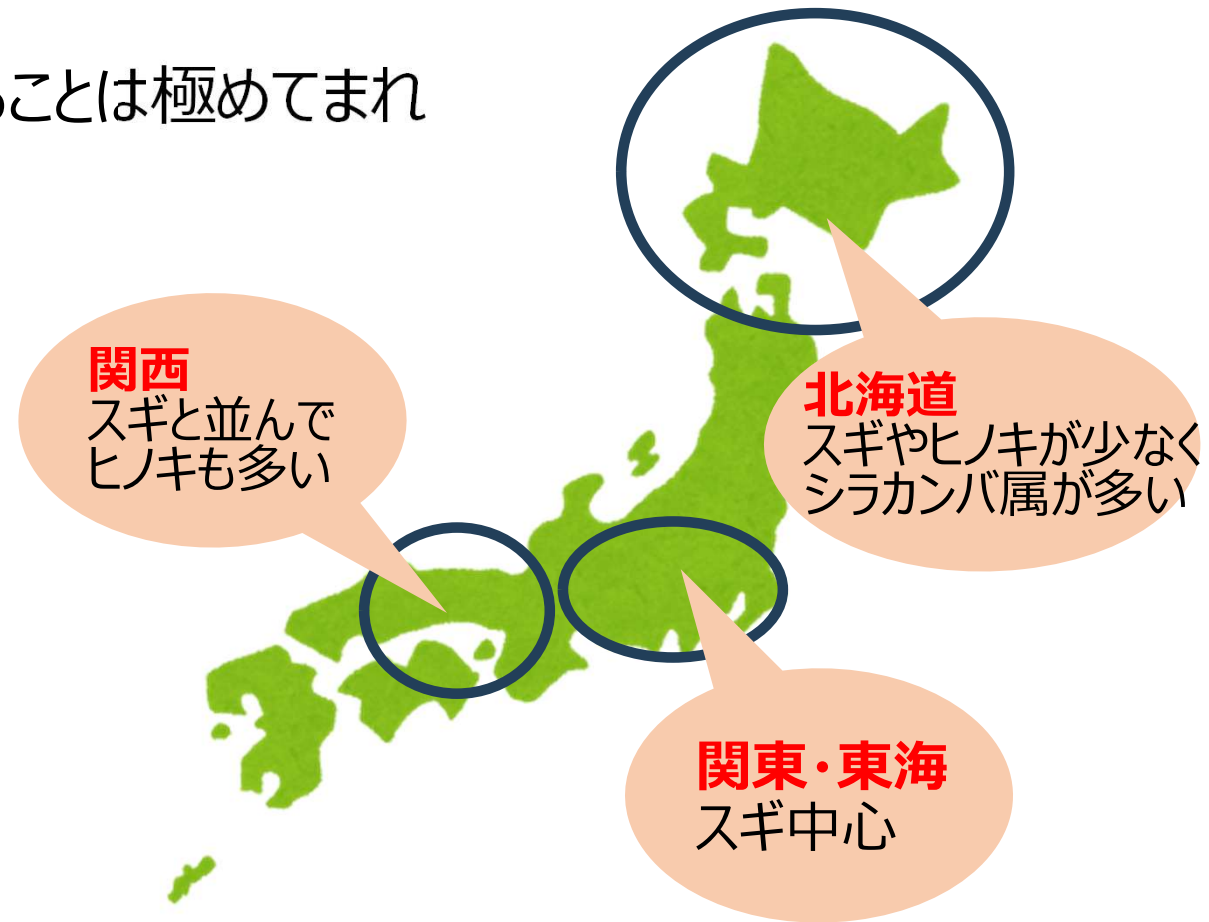 ることは極めてまれ
関西
スギと並んで
ヒノキも多い
北海道
スギやヒノキが少なく
シラカンバ属が多い
関東・東海
スギ中心